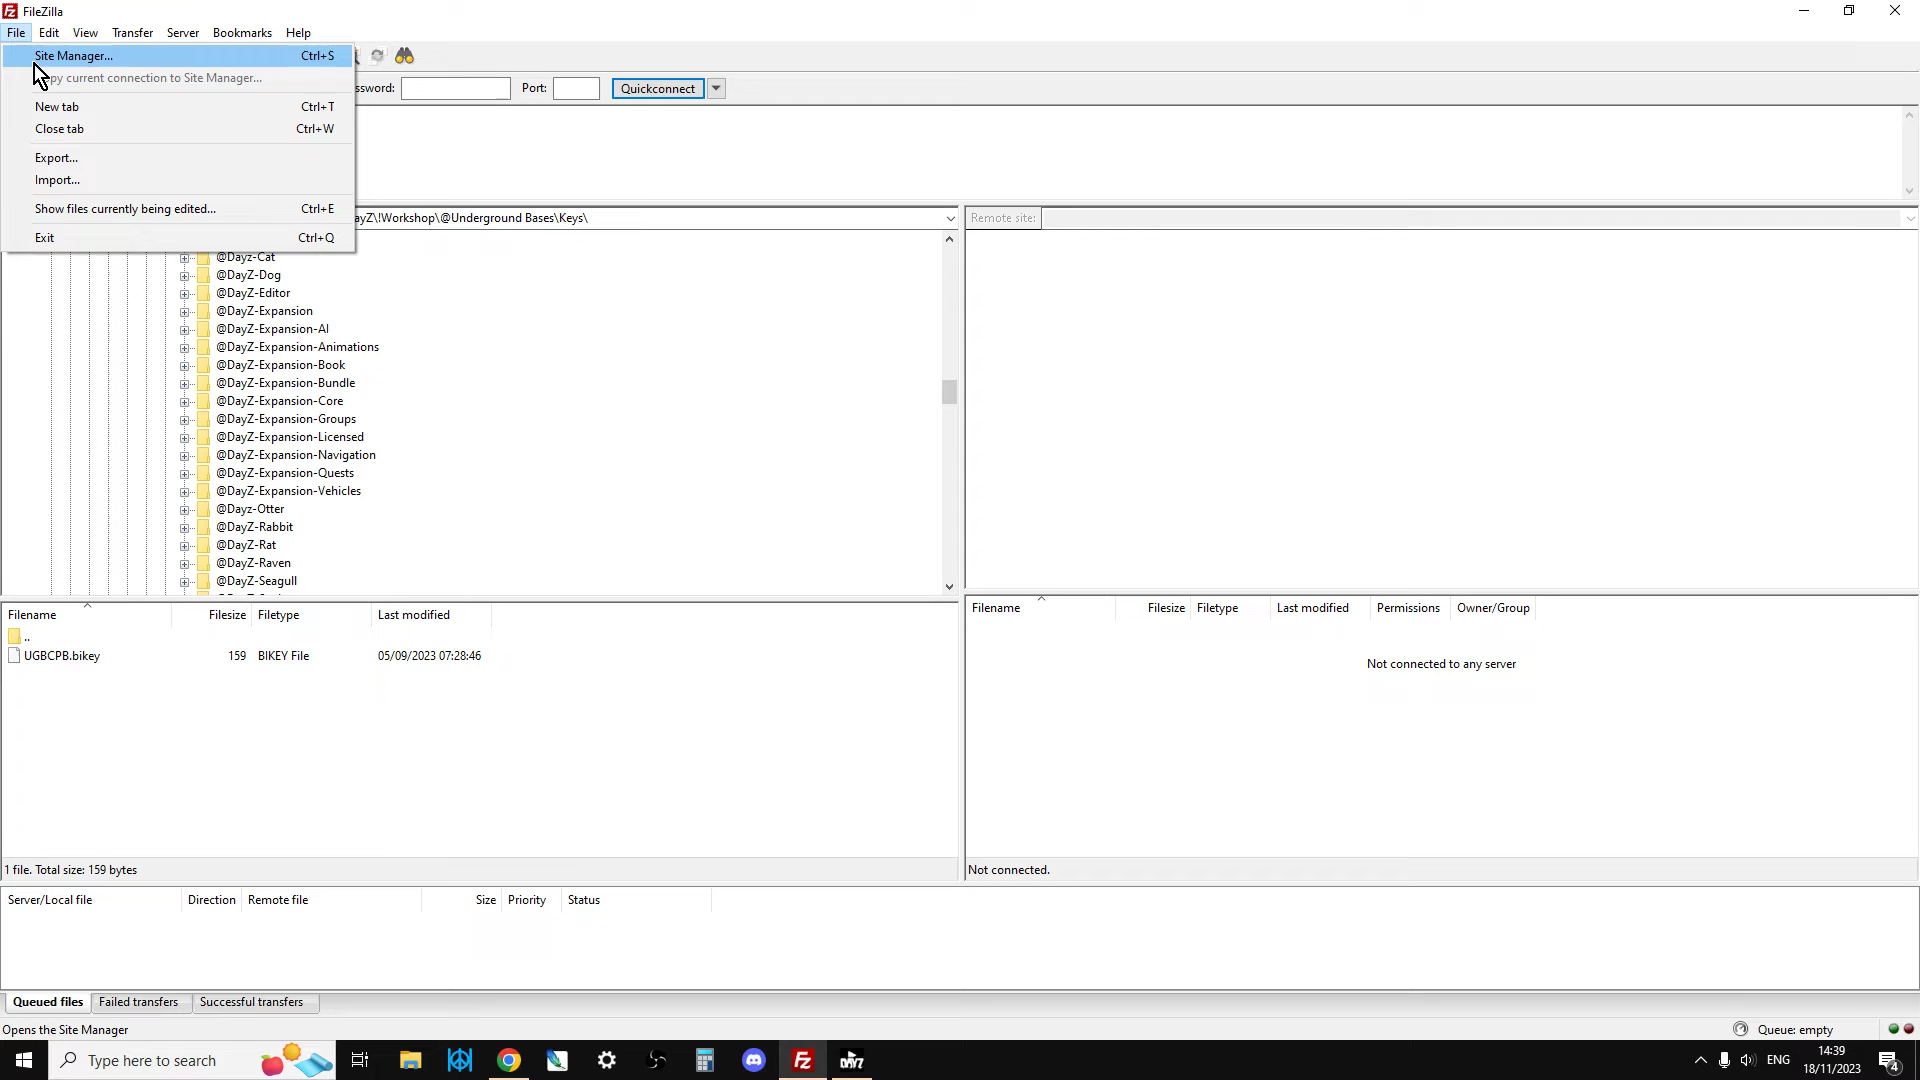 FileZilla
File Edit View Transfer Server Bookmarks Help
Site Manager... Ctrl+S
py current connection to Site Manager...
ssword: Port: Quickconnect
New tab Ctrl+T
Close tab Ctrl+W
Export...
Import...
Show files currently being edited... Ctrl+E
Exit Ctrl+Q
ayZ\!Workshop\@Underground Bases\Keys\
Remote site:
@Dayz-Cat
@DayZ-Dog
@DayZ-Editor
@DayZ-Expansion
@DayZ-Expansion-AI
@DayZ-Expansion-Animations
@DayZ-Expansion-Book
@DayZ-Expansion-Bundle
@DayZ-Expansion-Core
@DayZ-Expansion-Groups
@DayZ-Expansion-Licensed
@DayZ-Expansion-Navigation
@DayZ-Expansion-Quests
@DayZ-Expansion-Vehicles
@Dayz-Otter
@DayZ-Rabbit
@DayZ-Rat
@DayZ-Raven
@DayZ-Seagull
Filename Filesize Filetype Last modified
..
UGBCPB.bikey 159 BIKEY File 05/09/2023 07:28:46
1 file. Total size: 159 bytes
Filename Filesize Filetype Last modified Permissions Owner/Group
Not connected to any server
Not connected.
Server/Local file Direction Remote file Size Priority Status
Queued files Failed transfers Successful transfers
Opens the Site Manager
Queue: empty
Type here to search
DAYZ
ENG
14:39
18/11/2023
4